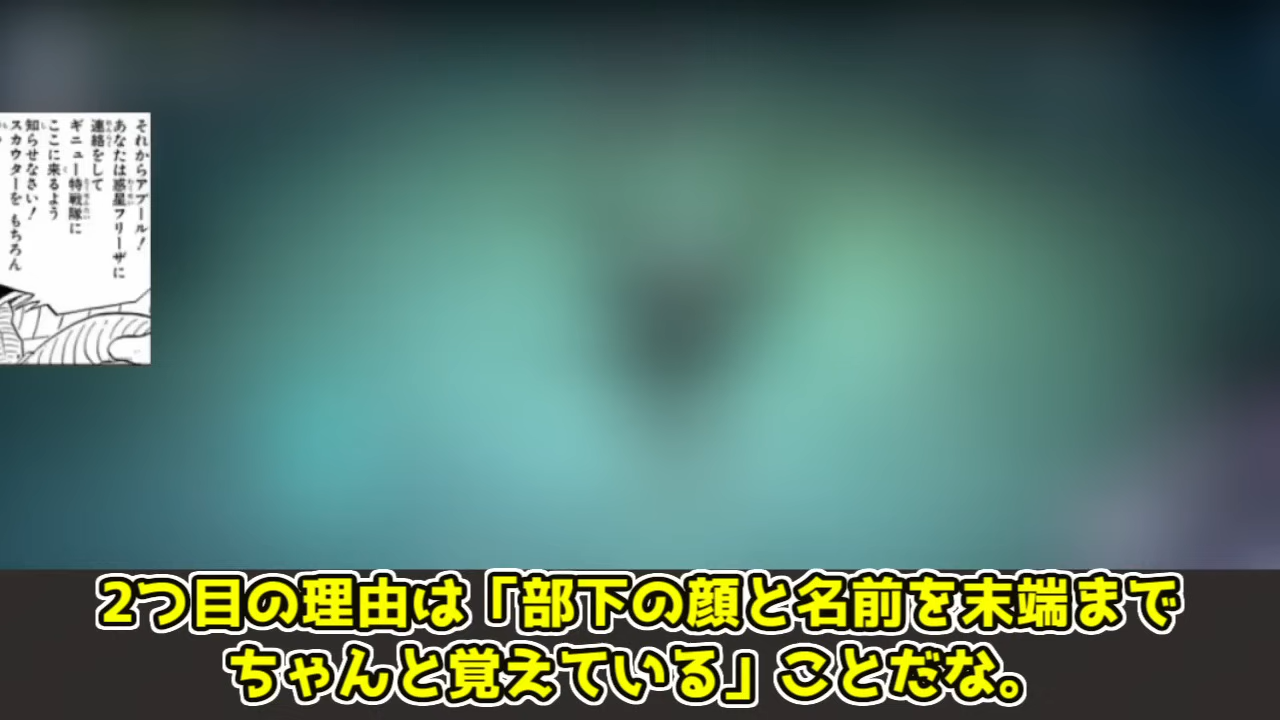 それからアプール！
あなたは惑星フリーザに
連絡をして
ギニュー特戦隊に
ここに来るよう
知らせなさい！
スカウターを もちろん
2つ目の理由は「部下の顔と名前を末端まで
ちゃんと覚えている」ことだな。